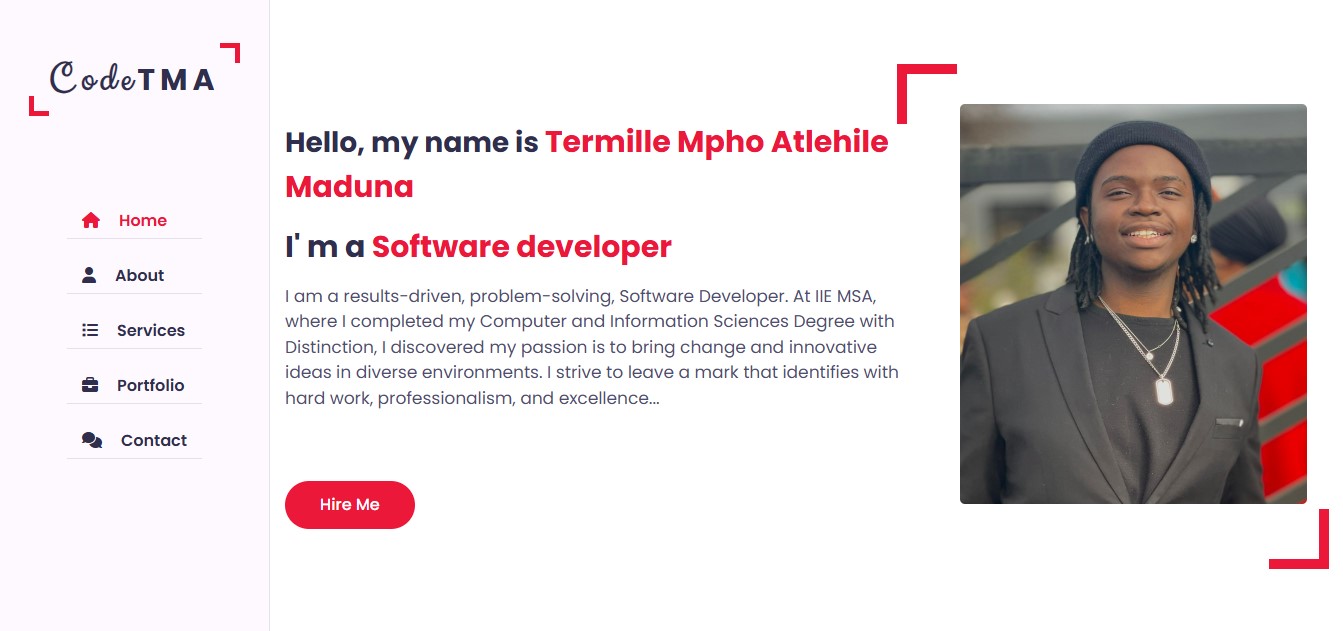 CodeTMA
Home
About
Services
Portfolio
Contact
Hello, my name is Termille Mpho Atlehile
Maduna
I' m a Software developer
I am a results-driven, problem-solving, Software Developer. At IIE MSA,
where I completed my Computer and Information Sciences Degree with
Distinction, I discovered my passion is to bring change and innovative
ideas in diverse environments. I strive to leave a mark that identifies with
hard work, professionalism, and excellence...
Hire Me